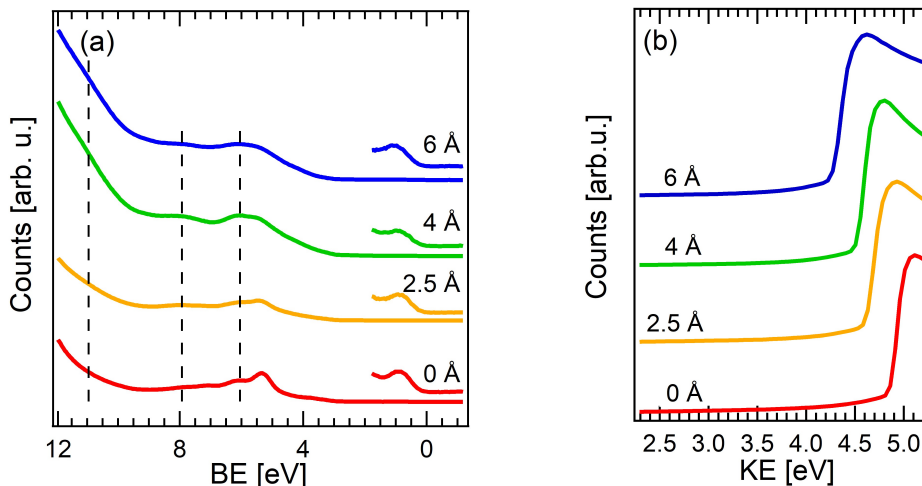 (a)
Counts [arb. u.]
6 Å
4 Å
2.5 Å
0 Å
12
8
4
0
BE [eV]
(b)
Counts [arb.u.]
6 Å
4 Å
2.5 Å
0 Å
2.5
3.0
3.5
4.0
4.5
5.0
KE [eV]